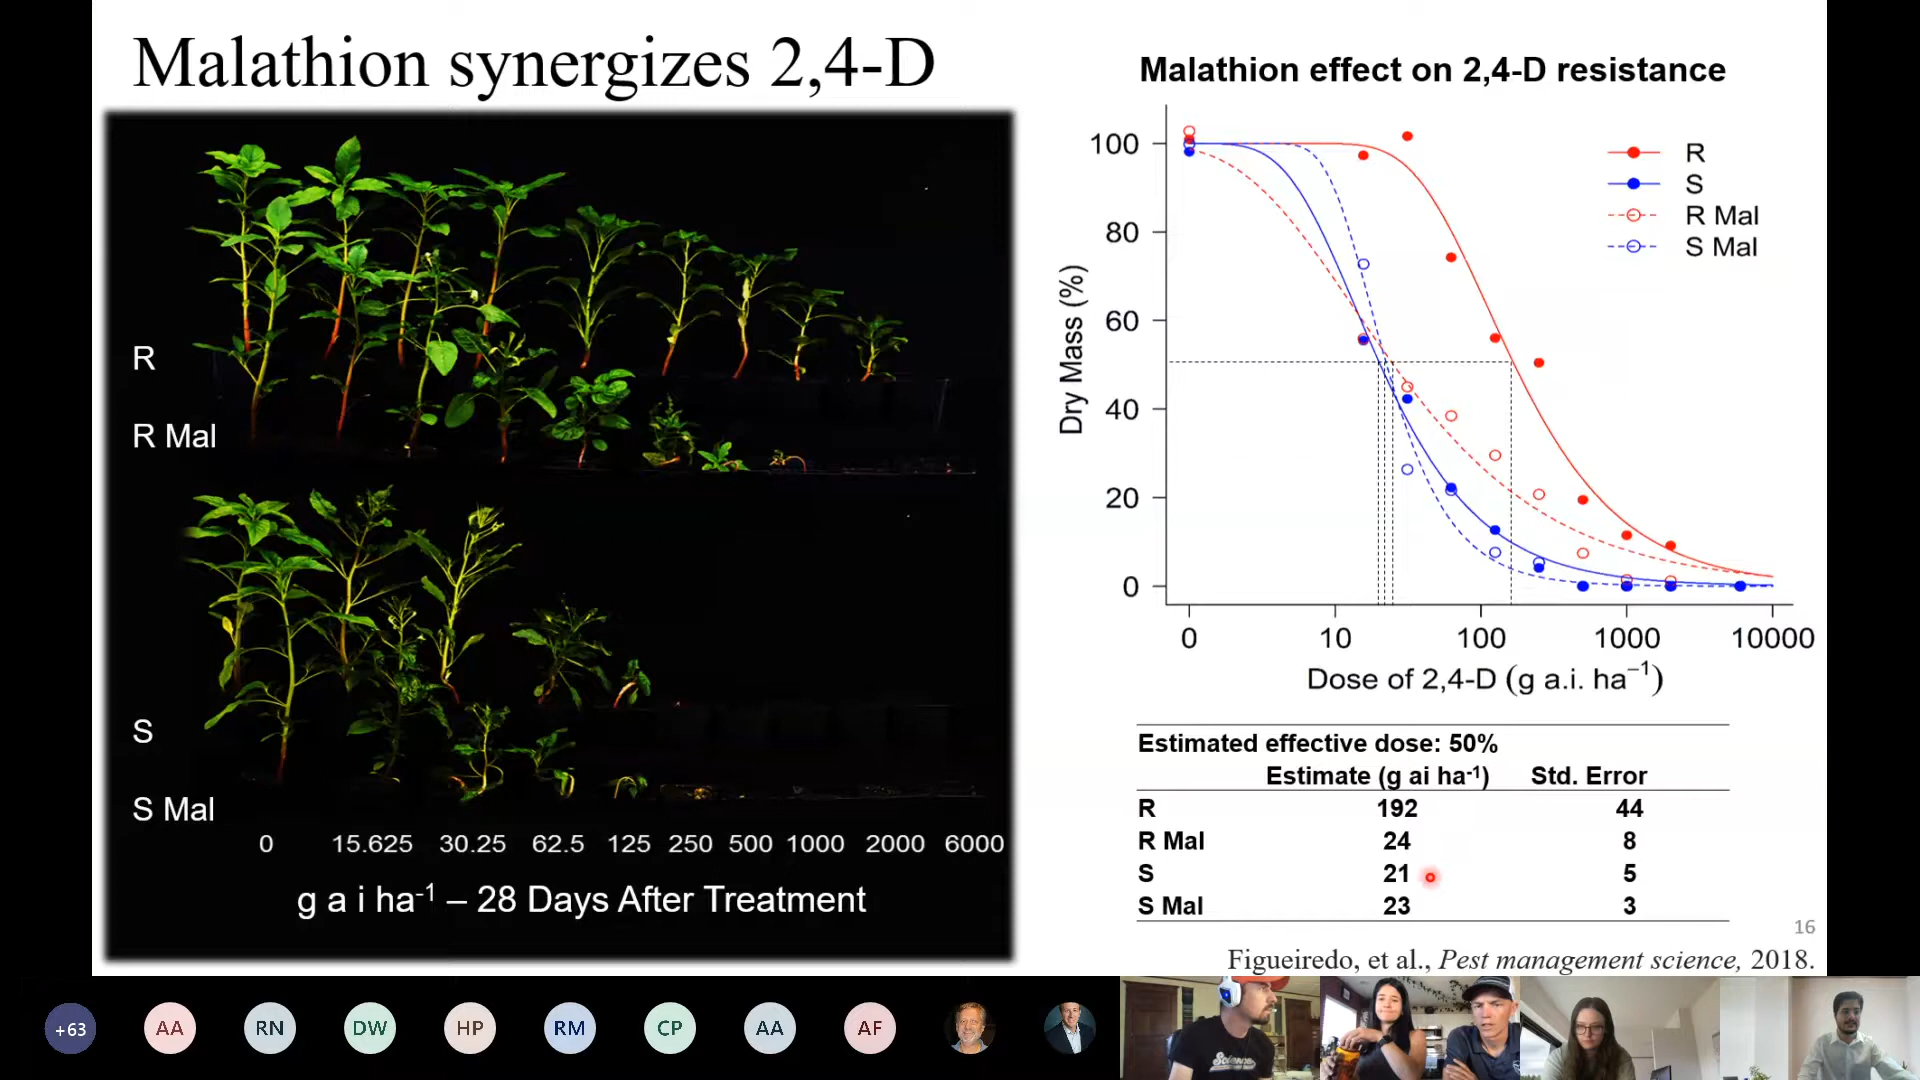 Malathion synergizes 2,4-D
R
R Mal
S
S Mal
0 15.625 30.25 62.5 125 250 500 1000 2000 6000
g a i ha⁻¹ – 28 Days After Treatment
Malathion effect on 2,4-D resistance
100
80
60
40
20
0
Dry Mass (%)
R
S
R Mal
S Mal
0 10 100 1000 10000
Dose of 2,4-D (g a.i. ha⁻¹)
Estimated effective dose: 50%
Estimate (g ai ha⁻¹) Std. Error
R 192 44
R Mal 24 8
S 21 5
S Mal 23 3
16
Figueiredo, et al., Pest management science, 2018.
+63 AA RN DW HP RM CP AA AF
Science